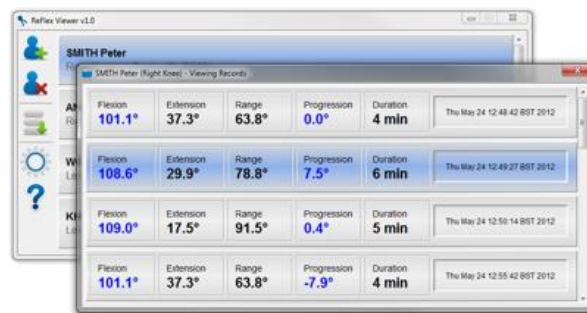 ReFlex Viewer v1.0
SMITH Peter
SMITH Peter (Right Knee) - Viewing Records
Flexion Extension Range Progression Duration
101.1° 37.3° 63.8° 0.0° 4 min Thu May 24 12:48:42 BST 2012
Flexion Extension Range Progression Duration
108.6° 29.9° 78.8° 7.5° 6 min Thu May 24 12:49:27 BST 2012
Flexion Extension Range Progression Duration
109.0° 17.5° 91.5° 0.4° 5 min Thu May 24 12:50:14 BST 2012
Flexion Extension Range Progression Duration
101.1° 37.3° 63.8° -7.9° 4 min Thu May 24 12:55:42 BST 2012